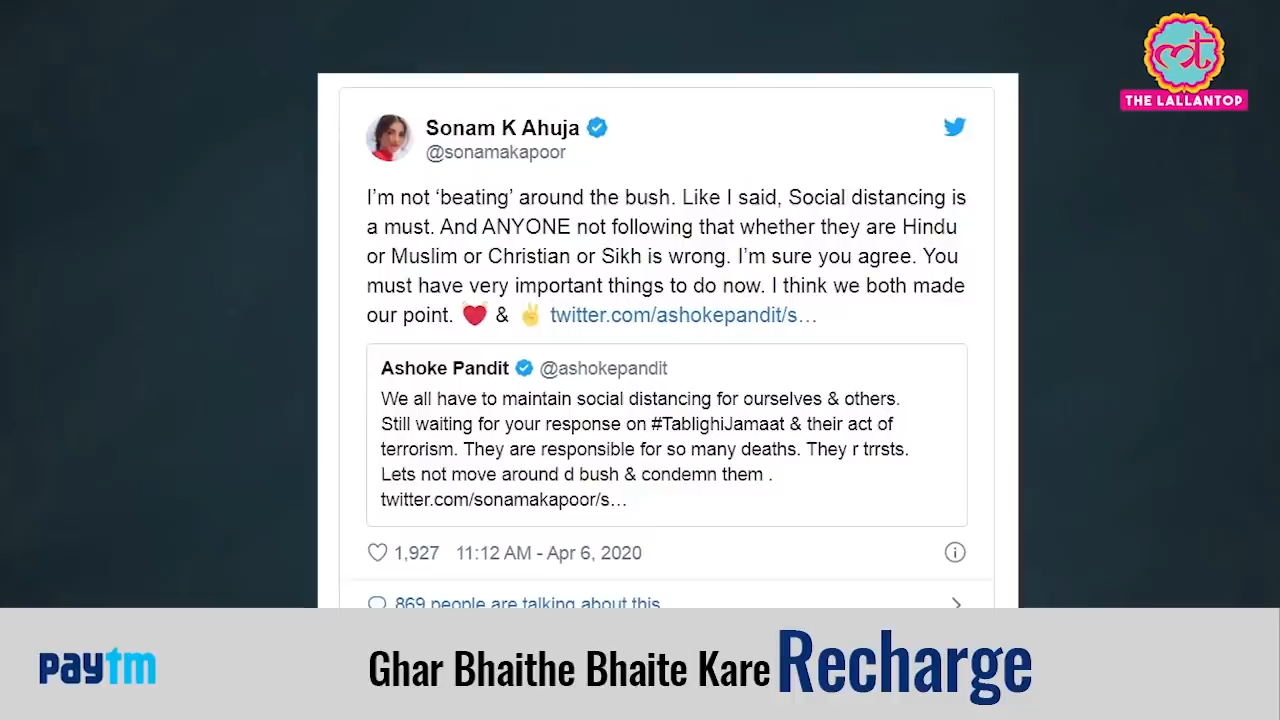 THE LALLANTOP
Sonam K Ahuja
@sonamakapoor
I'm not ‘beating’ around the bush. Like I said, Social distancing is
a must. And ANYONE not following that whether they are Hindu
or Muslim or Christian or Sikh is wrong. I'm sure you agree. You
must have very important things to do now. I think we both made
our point. 💓 & ✌ twitter.com/ashokepandit/s…
Ashoke Pandit @ashokepandit
We all have to maintain social distancing for ourselves & others.
Still waiting for your response on #TablighiJamaat & their act of
terrorism. They are responsible for so many deaths. They r trrsts.
Lets not move around d bush & condemn them .
twitter.com/sonamakapoor/s…
1,927 11:12 AM - Apr 6, 2020
869 people are talking about this
paytm
Ghar Bhaithe Bhaite Kare Recharge